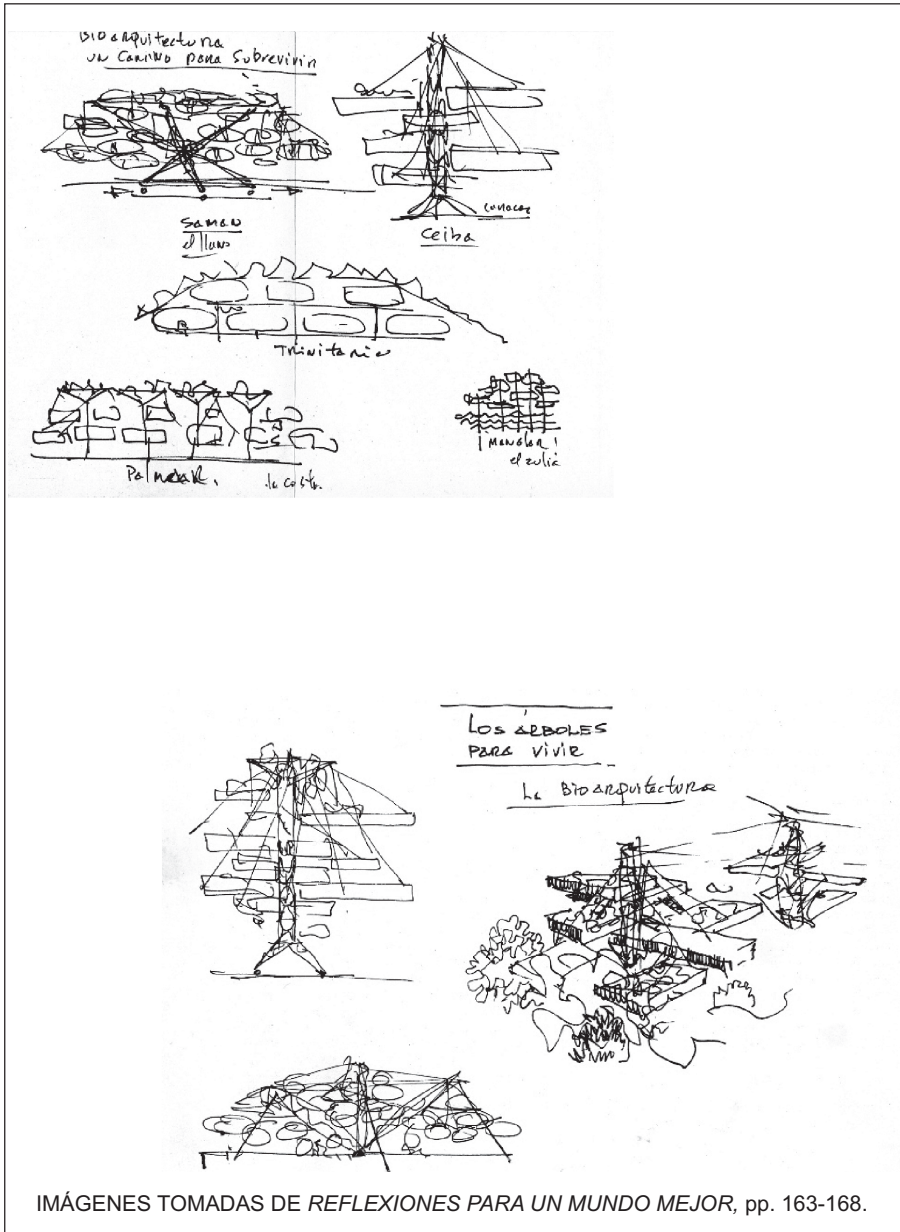 Bioarquitectura
un camino para sobrevivir
saman
el llano
Ceiba
Trinitaria
Palmar.
la costa.
¡MANGLAR!
el zulia
LOS ÁRBOLES
PARA VIVIR
La Bioarquitectura
IMÁGENES TOMADAS DE REFLEXIONES PARA UN MUNDO MEJOR, pp. 163-168.